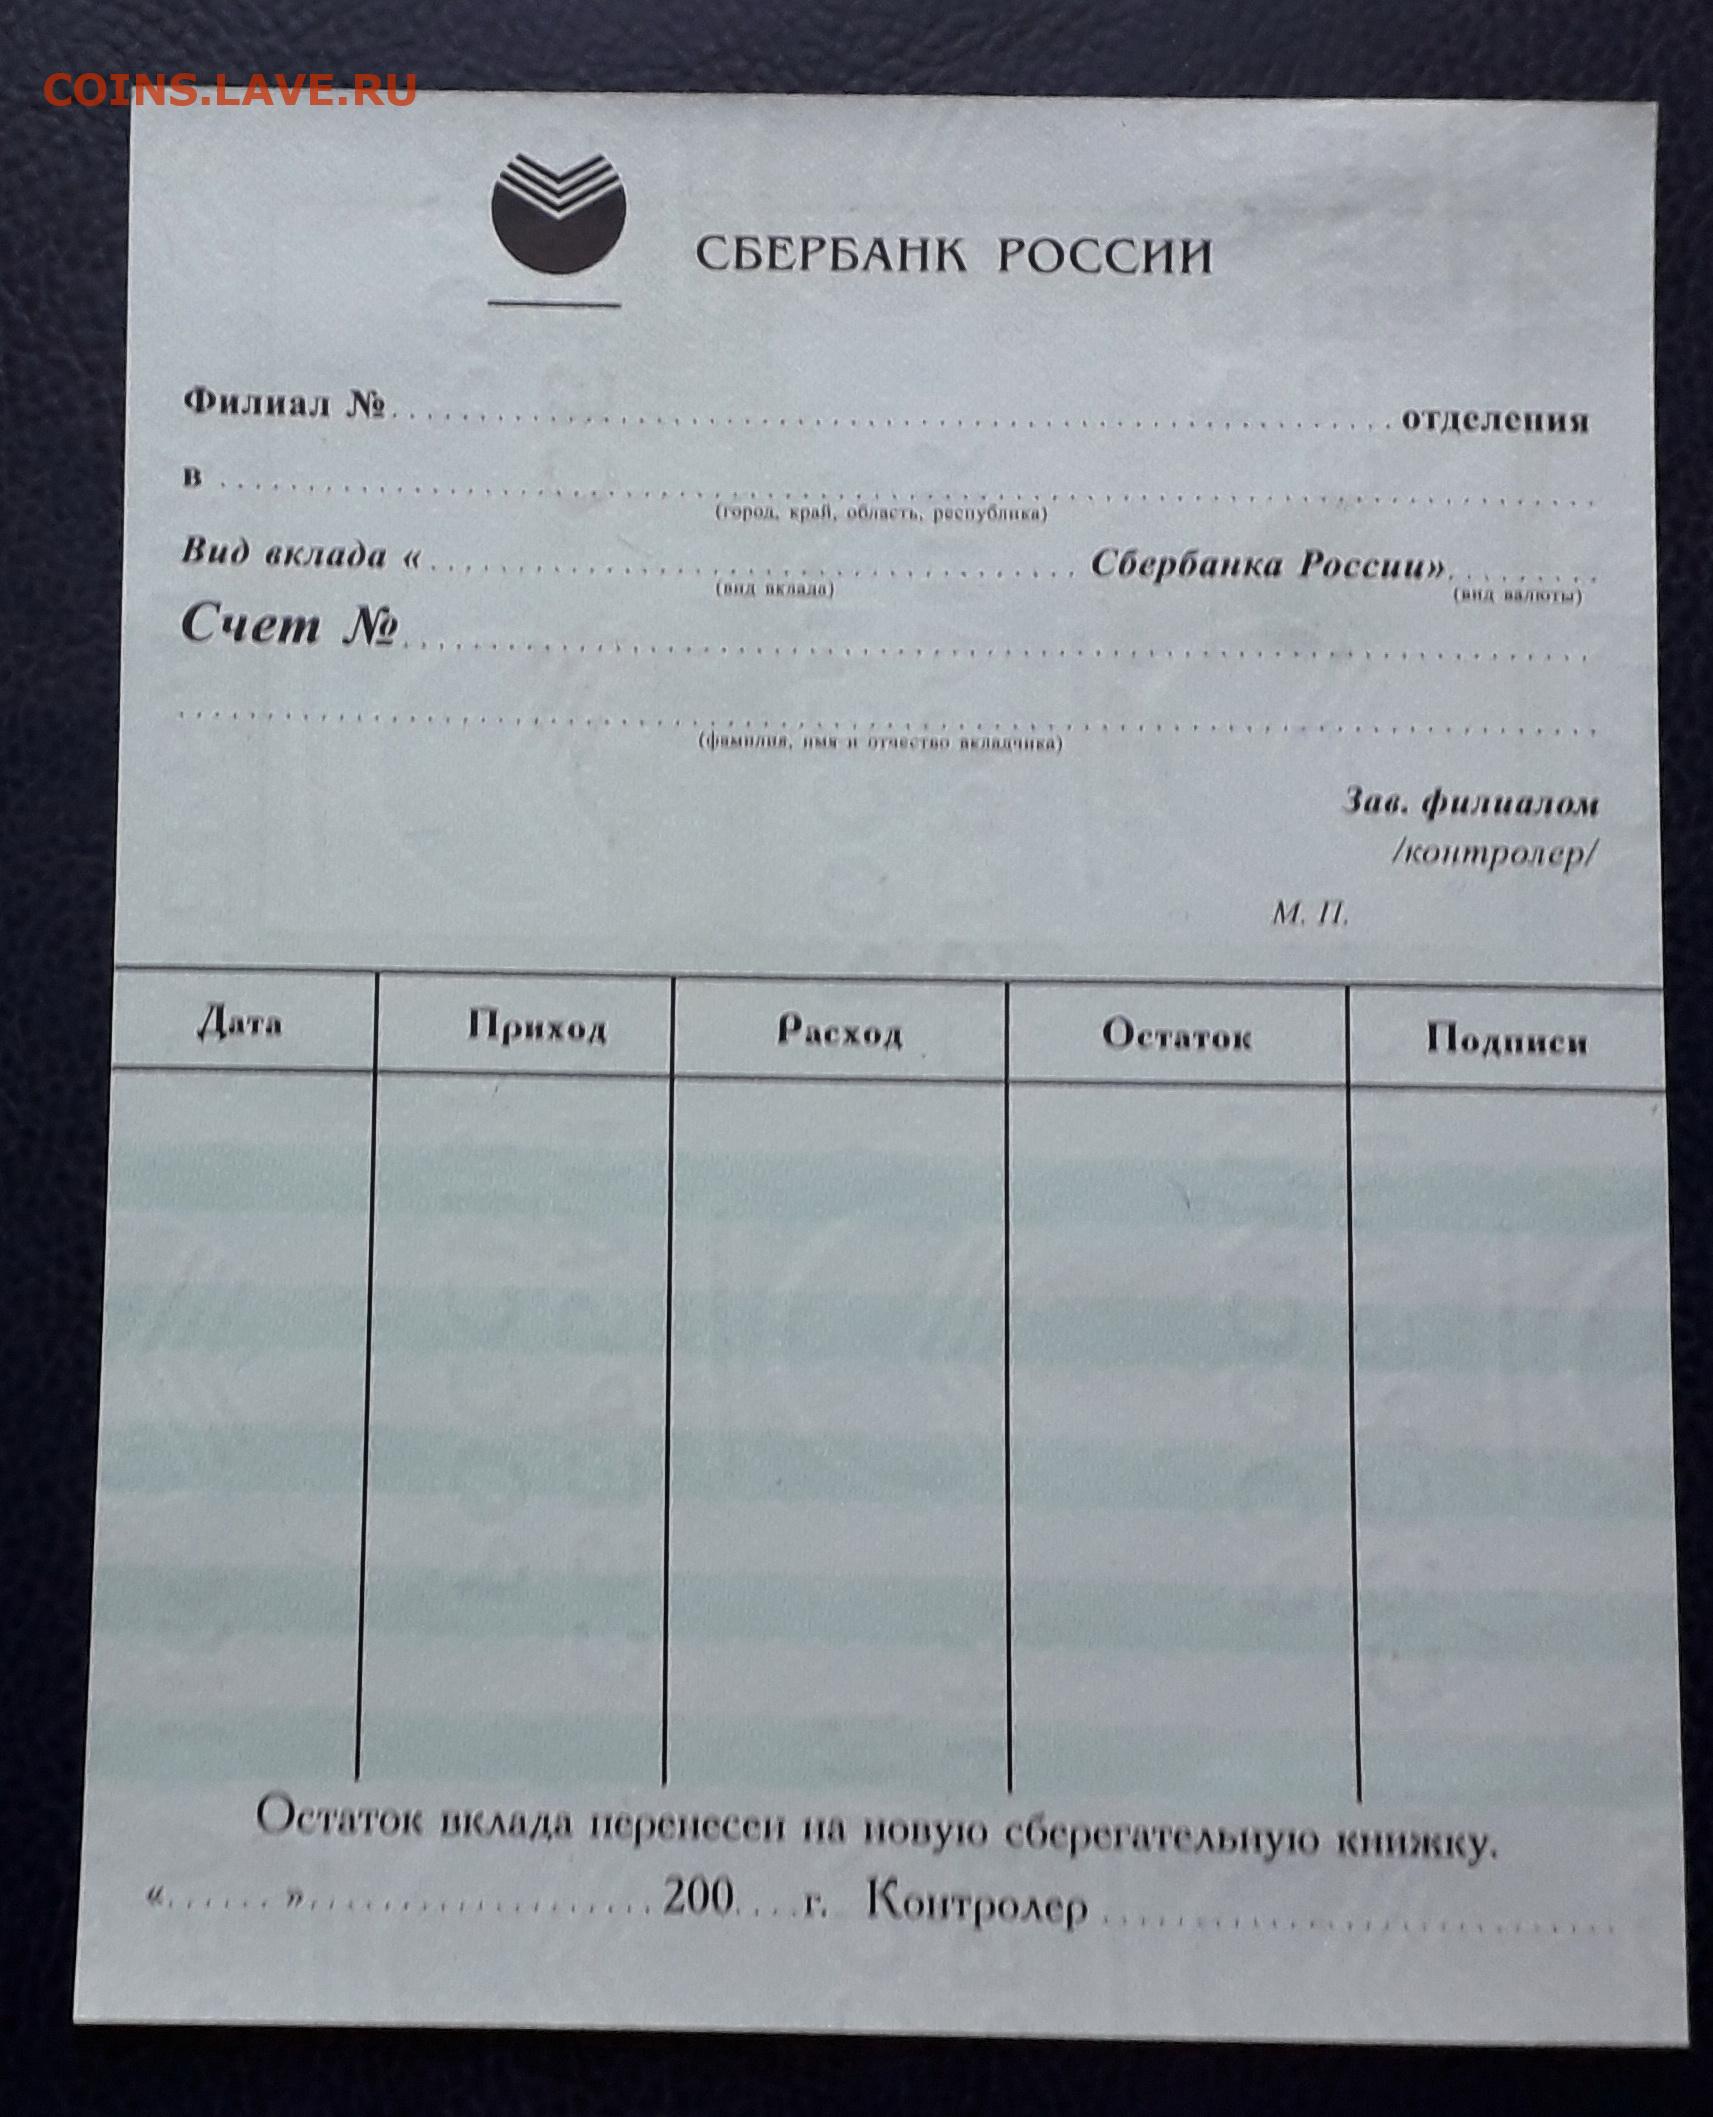 COINS.LAVE.RU
СБЕРБАНК РОССИИ
Филиал №........................................отделения
в ........................................
(город, край, область, республика)
Вид вклада «.............................. Сбербанка России».........
(вид вклада) (вид валюты)
Счет №........................................
........................................
(фамилия, имя и отчество вкладчика)
Зав. филиалом
/контролер/
М. П.
Дата Приход Расход Остаток Подписи
Остаток вклада перенесен на новую сберегательную книжку.
«.......»....................200....г. Контролер ..............................